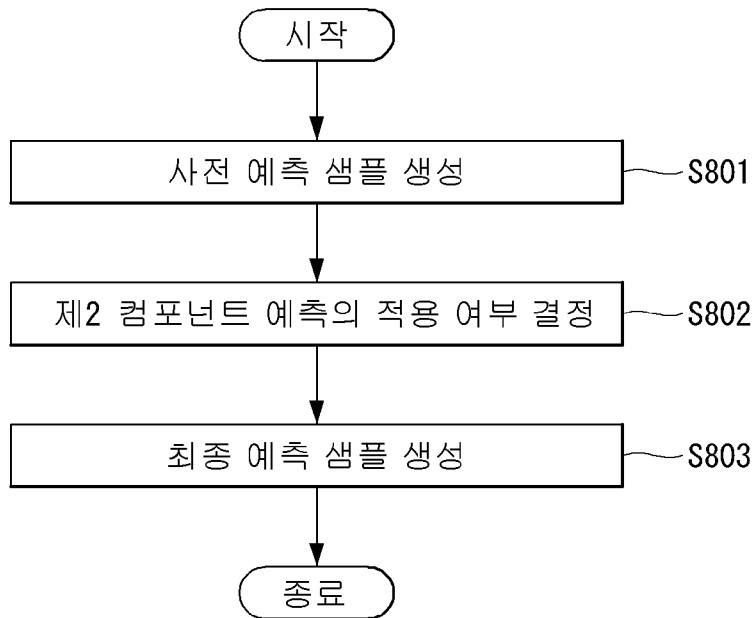 시작
사전 예측 샘플 생성
S801
제2 컴포넌트 예측의 적용 여부 결정
S802
최종 예측 샘플 생성
S803
종료